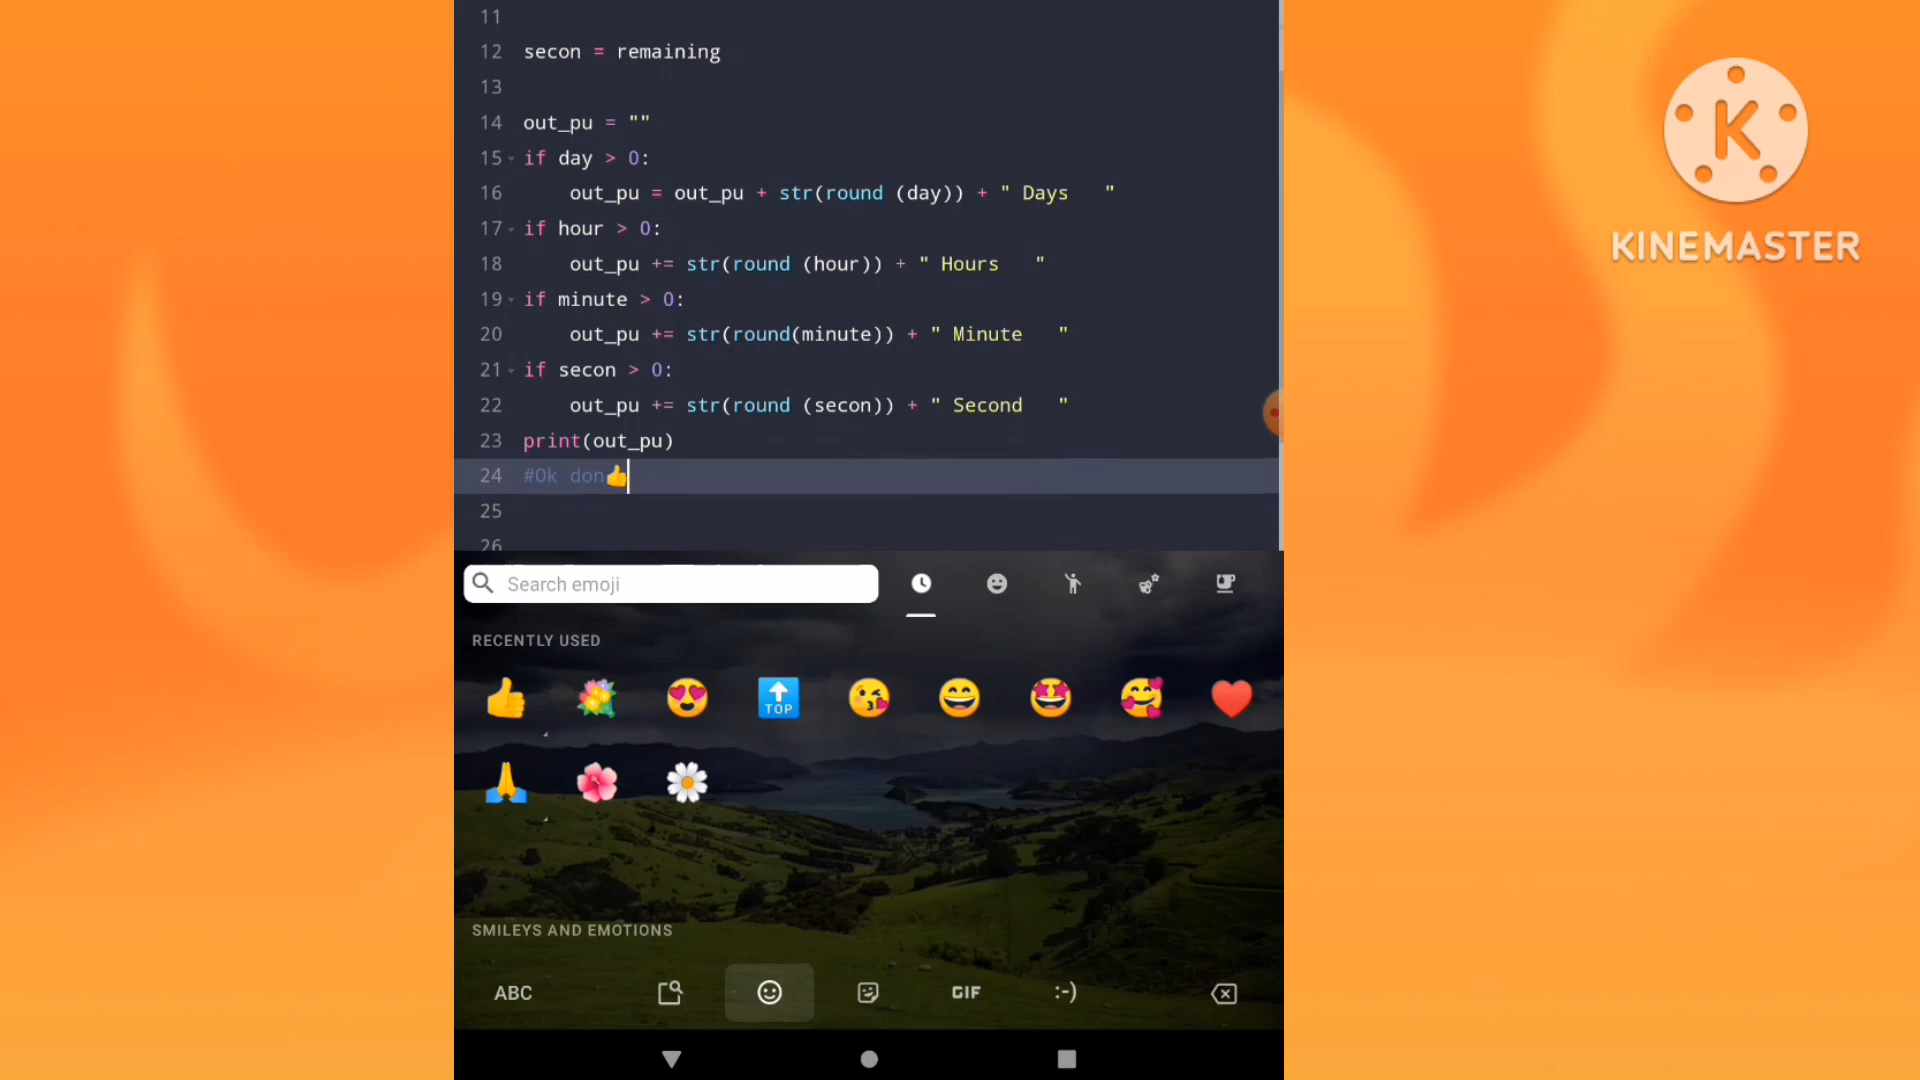 11
12 secon = remaining
13
14 out_pu = ""
15 if day > 0:
16     out_pu = out_pu + str(round (day)) + " Days   "
17 if hour > 0:
18     out_pu += str(round (hour)) + " Hours   "
19 if minute > 0:
20     out_pu += str(round(minute)) + " Minute   "
21 if secon > 0:
22     out_pu += str(round (secon)) + " Second   "
23 print(out_pu)
24 #Ok don👍
25
26
Search emoji
RECENTLY USED
TOP
SMILEYS AND EMOTIONS
ABC
GIF
:-)
K
KINEMASTER